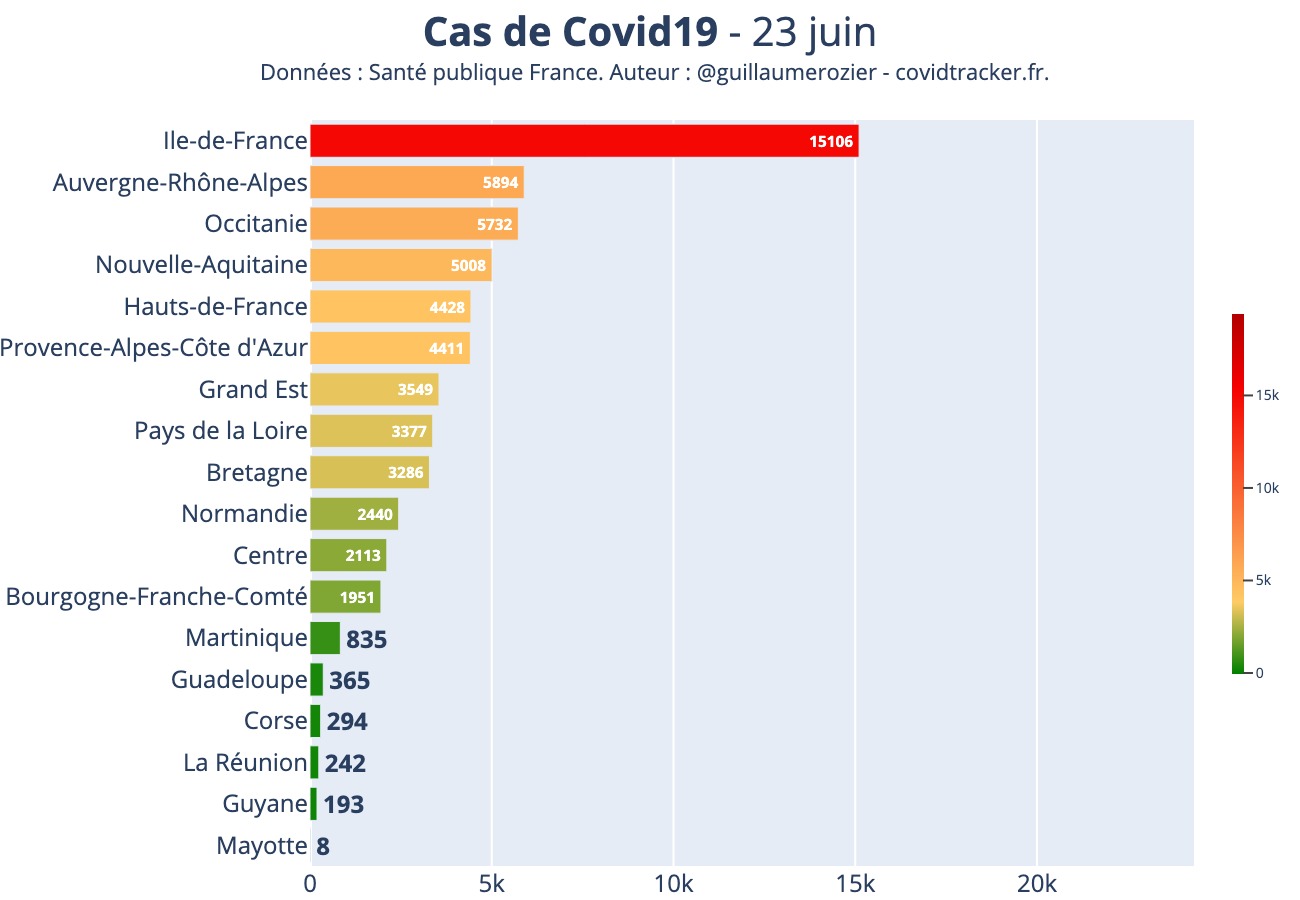 Cas de Covid19 - 23 juin
Données : Santé publique France. Auteur : @guillaumerozier - covidtracker.fr.
Ile-de-France 15106
Auvergne-Rhône-Alpes 5894
Occitanie 5732
Nouvelle-Aquitaine 5008
Hauts-de-France 4428
Provence-Alpes-Côte d'Azur 4411
Grand Est 3549
Pays de la Loire 3377
Bretagne 3286
Normandie 2440
Centre 2113
Bourgogne-Franche-Comté 1951
Martinique 835
Guadeloupe 365
Corse 294
La Réunion 242
Guyane 193
Mayotte 8
0 5k 10k 15k 20k
15k
10k
5k
0